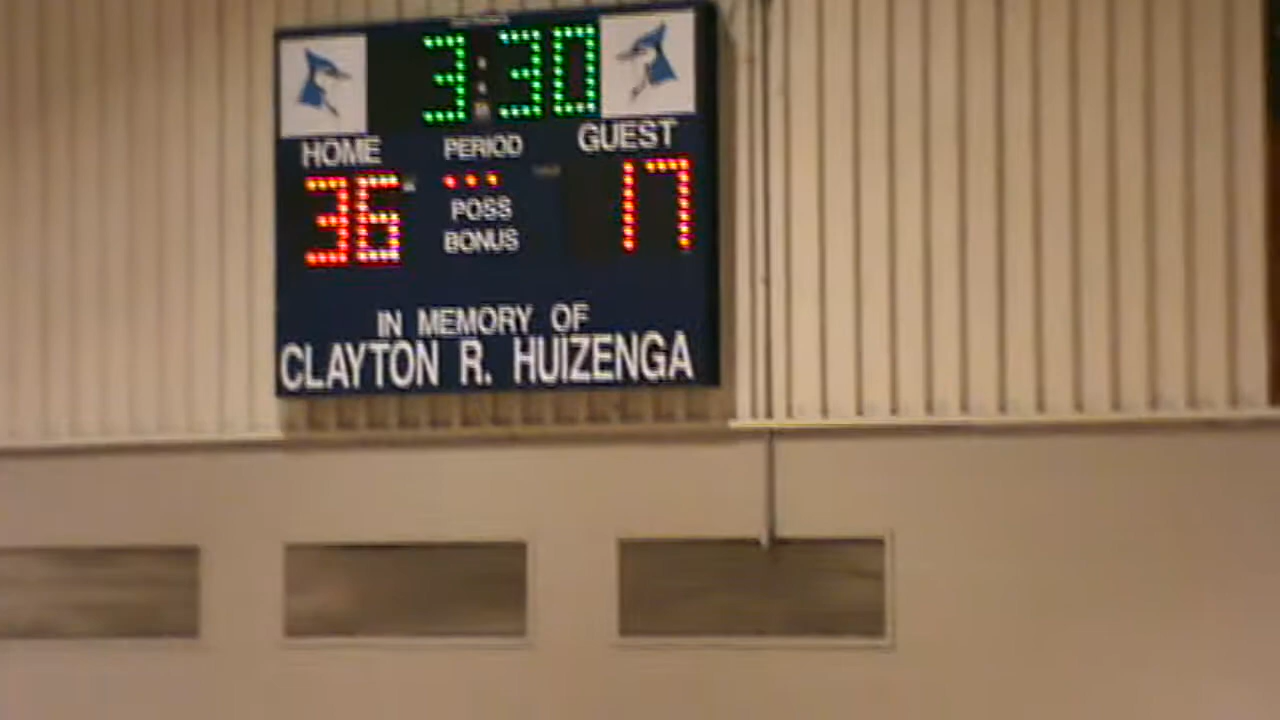 3:30
HOME PERIOD GUEST
36 17
POSS
BONUS
IN MEMORY OF
CLAYTON R. HUIZENGA